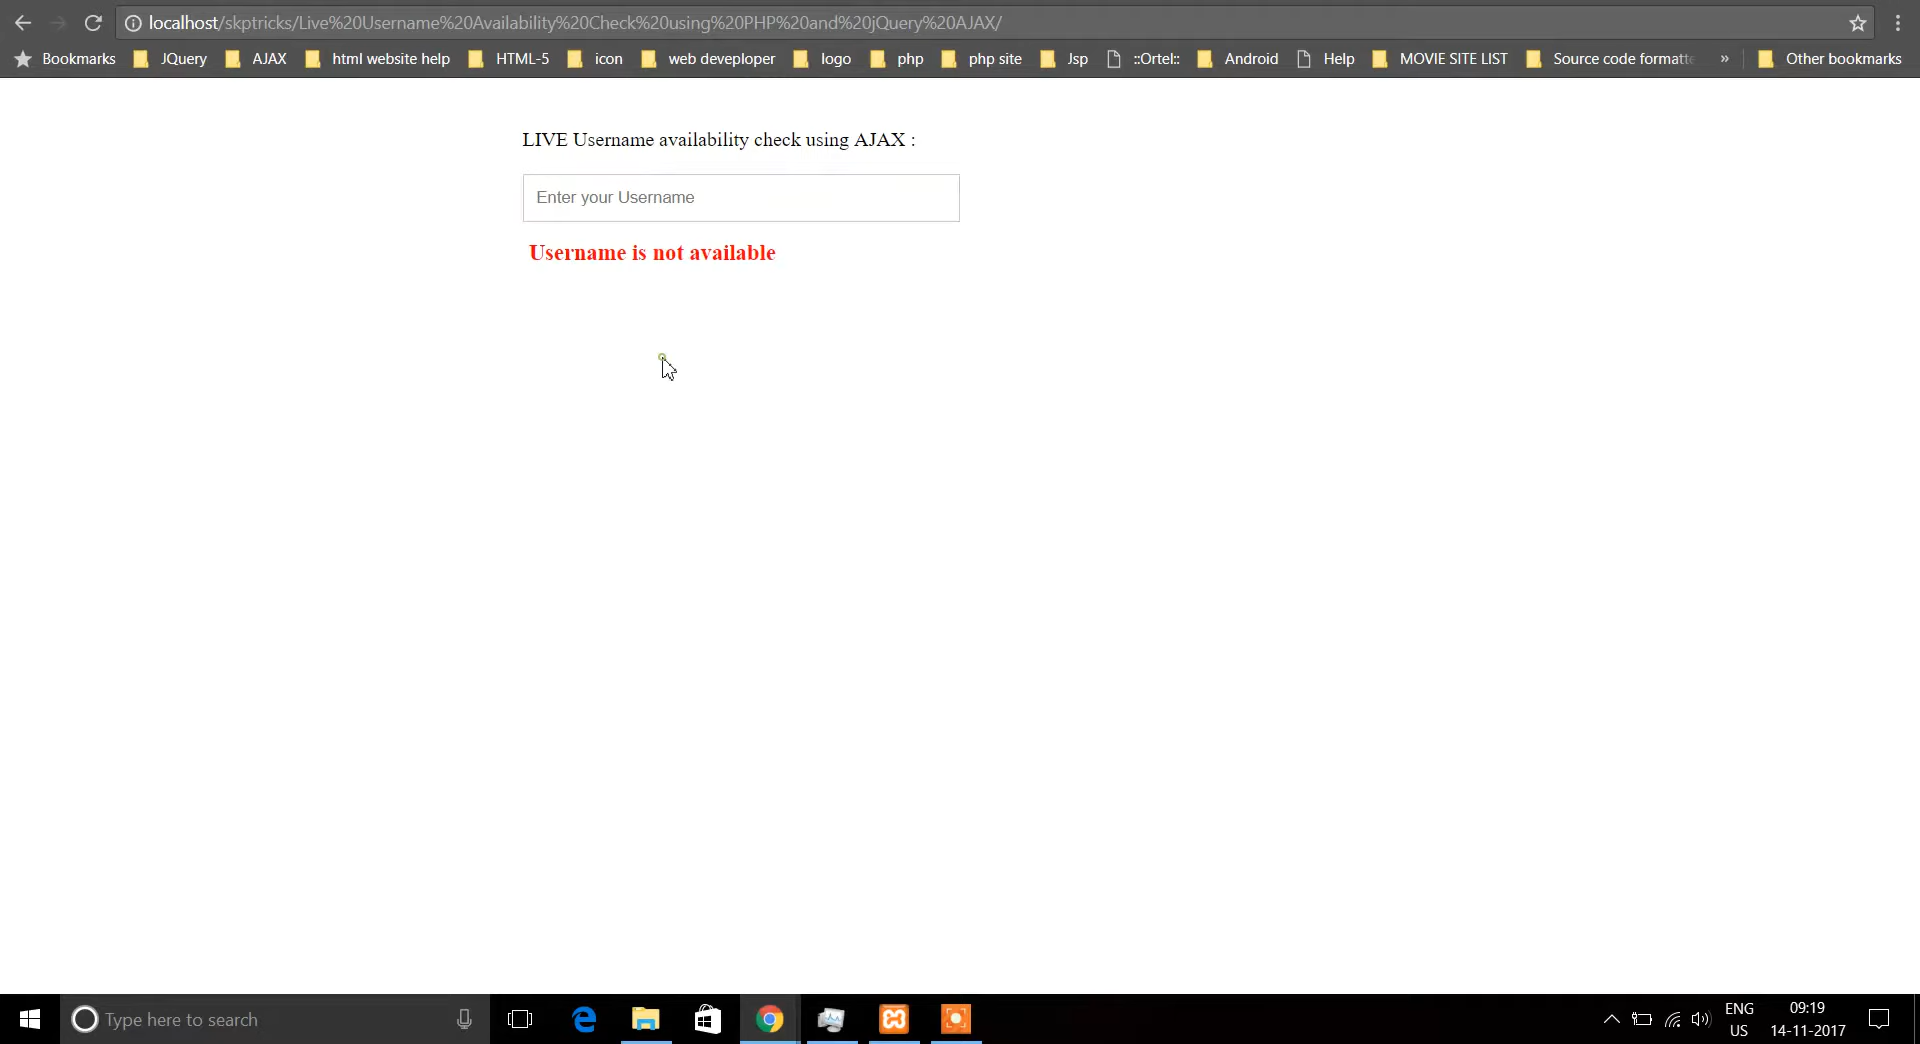 localhost/skptricks/Live%20Username%20Availability%20Check%20using%20PHP%20and%20jQuery%20AJAX/
Bookmarks JQuery AJAX html website help HTML-5 icon web deveploper logo php php site Jsp ::Ortel:: Android Help MOVIE SITE LIST Source code formatte » Other bookmarks
LIVE Username availability check using AJAX :
Enter your Username
Username is not available
Type here to search
ENG 09:19
US 14-11-2017